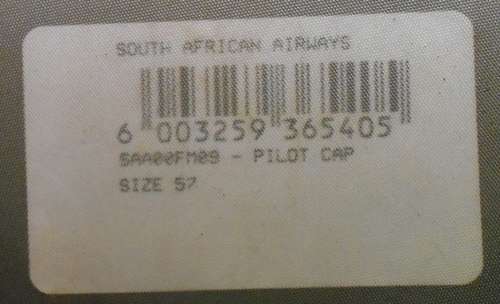 SOUTH AFRICAN AIRWAYS
6 003259 365405
SAA00FM09 - PILOT CAP
SIZE 57